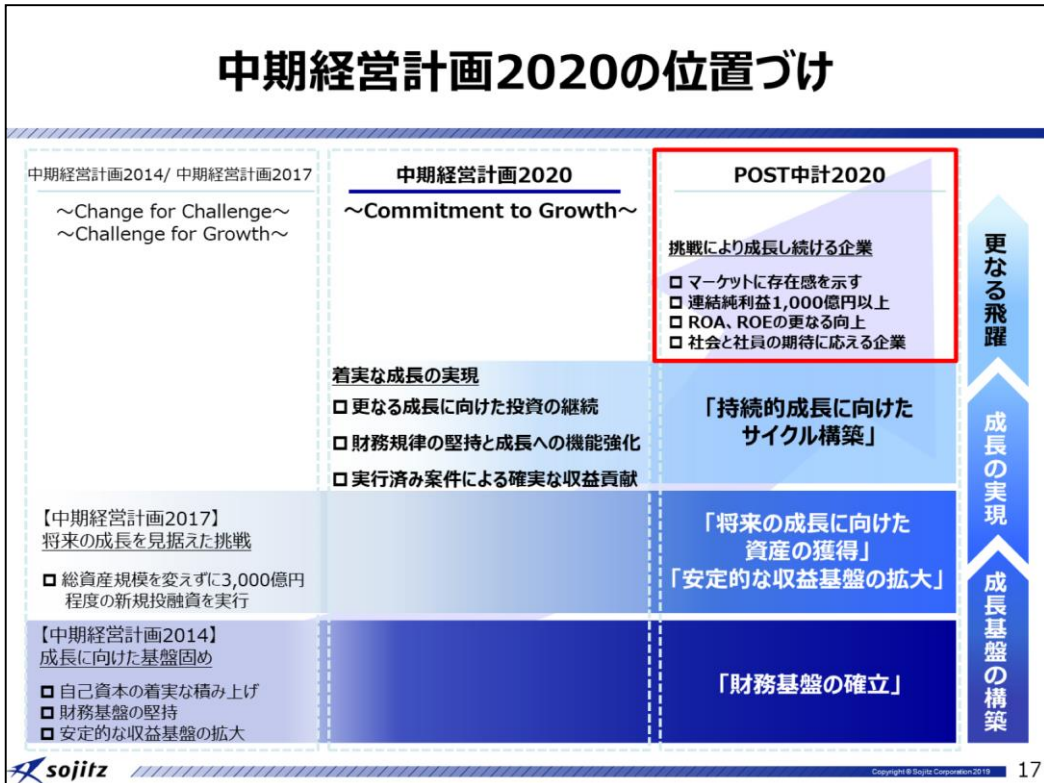 中期経営計画2020の位置づけ
中期経営計画2014/ 中期経営計画2017
～Change for Challenge～
～Challenge for Growth～
中期経営計画2020
～Commitment to Growth～
POST中計2020
挑戦により成長し続ける企業
マーケットに存在感を示す
連結純利益1,000億円以上
ROA、ROEの更なる向上
社会と社員の期待に応える企業
着実な成長の実現
更なる成長に向けた投資の継続
財務規律の堅持と成長への機能強化
実行済み案件による確実な収益貢献
「持続的成長に向けた
サイクル構築」
【中期経営計画2017】
将来の成長を見据えた挑戦
総資産規模を変えずに3,000億円
程度の新規投融資を実行
「将来の成長に向けた
資産の獲得」
「安定的な収益基盤の拡大」
【中期経営計画2014】
成長に向けた基盤固め
自己資本の着実な積み上げ
財務基盤の堅持
安定的な収益基盤の拡大
「財務基盤の確立」
更なる飛躍
成長の実現
成長基盤の構築
sojitz
Copyright © Sojitz Corporation 2019
17